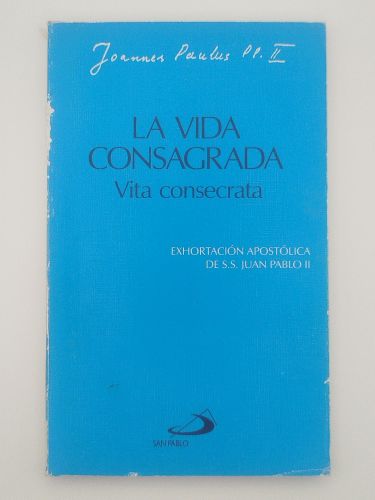 Joannes Paulus PP. II
LA VIDA
CONSAGRADA
Vita consecrata
EXHORTACIÓN APOSTÓLICA
DE S.S. JUAN PABLO II
SAN PABLO